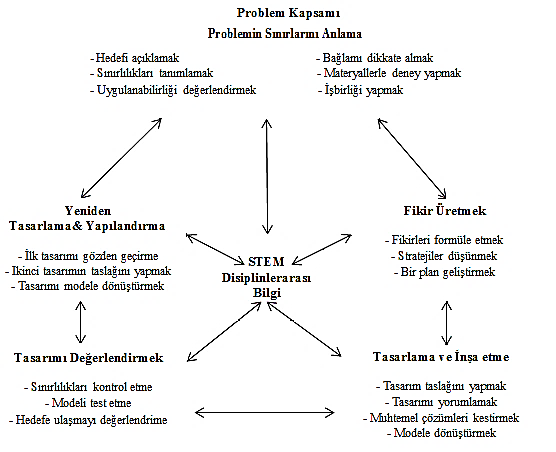 Problem Kapsamı
Problemin Sınırlarını Anlama
- Hedefi açıklamak
- Sınırlılıkları tanımlamak
- Uygulanabilirliği değerlendirmek
- Bağlamı dikkate almak
- Materyallerle deney yapmak
- İşbirliği yapmak
Yeniden
Tasarlama& Yapılandırma
- İlk tasarımı gözden geçirme
- Ikinci tasarımın taslağını yapmak
- Tasarımı modele dönüştürmek
Fikir Üretmek
- Fikirleri formüle etmek
- Stratejiler düşünmek
- Bir plan geliştirmek
STEM
Disiplinlerarası
Bilgi
Tasarımı Değerlendirmek
- Sınırlılıkları kontrol etme
- Modeli test etme
- Hedefe ulaşmayı değerlendirime
Tasarlama ve İnşa etme
- Tasarım taslağını yapmak
- Tasarımı yorumlamak
- Muhtemel çözümleri kestirmek
- Modele dönüştürmek